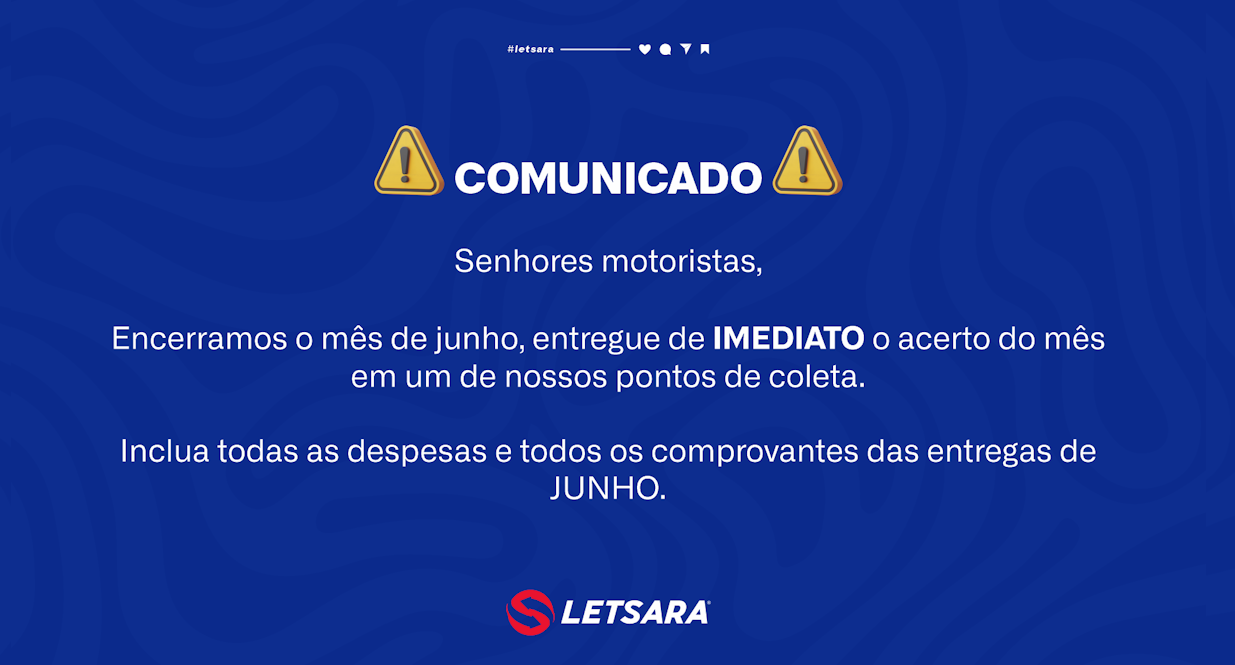 #letsara
COMUNICADO
Senhores motoristas,
Encerramos o mês de junho, entregue de IMEDIATO o acerto do mês
em um de nossos pontos de coleta.
Inclua todas as despesas e todos os comprovantes das entregas de
JUNHO.
LETSARA